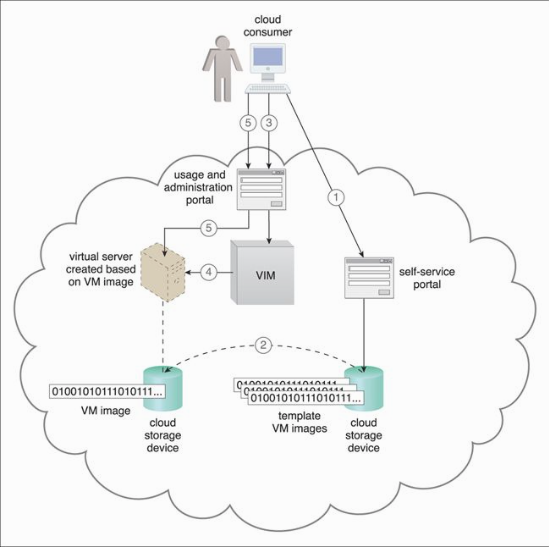 cloud
consumer
5
3
1
usage and
administration
portal
5
virtual server
created based
on VM image
4
VIM
self-service
portal
2
01001010111010111...
01001010111010111...
01001010111010111...
VM image
template
VM images
cloud
storage
device
cloud
storage
device